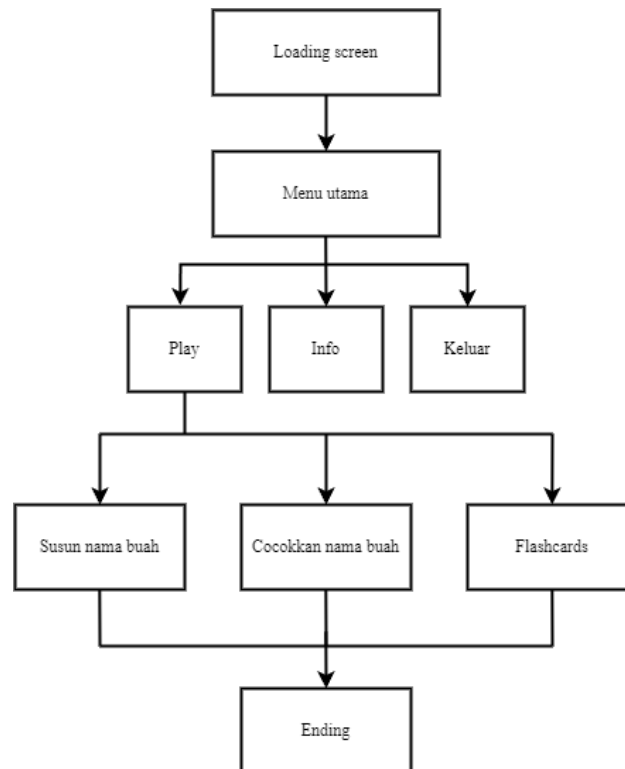 Loading screen
Menu utama
Play
Info
Keluar
Susun nama buah
Cocokkan nama buah
Flashcards
Ending